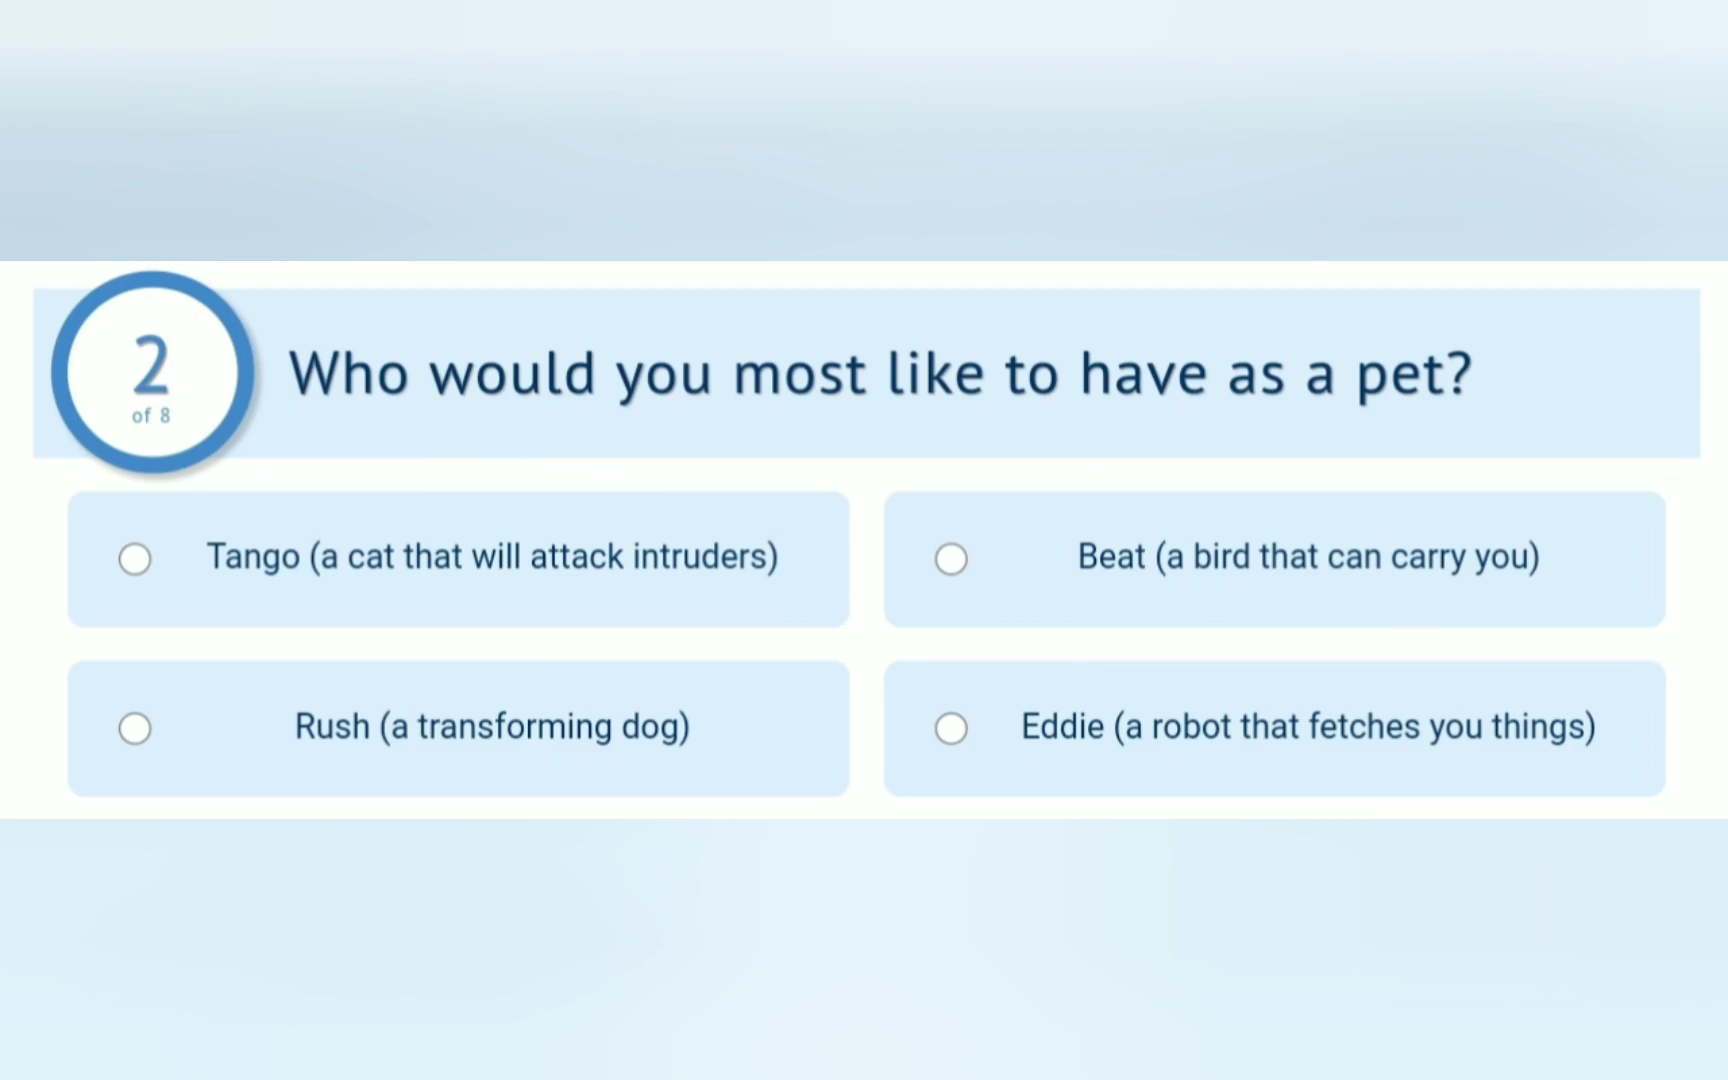 2
of 8
Who would you most like to have as a pet?
Tango (a cat that will attack intruders)
Beat (a bird that can carry you)
Rush (a transforming dog)
Eddie (a robot that fetches you things)